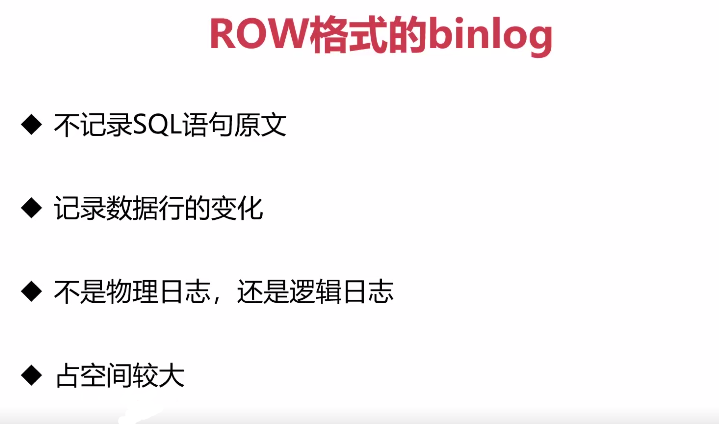 ROW格式的binlog
◆ 不记录SQL语句原文
◆ 记录数据行的变化
◆ 不是物理日志，还是逻辑日志
◆ 占空间较大